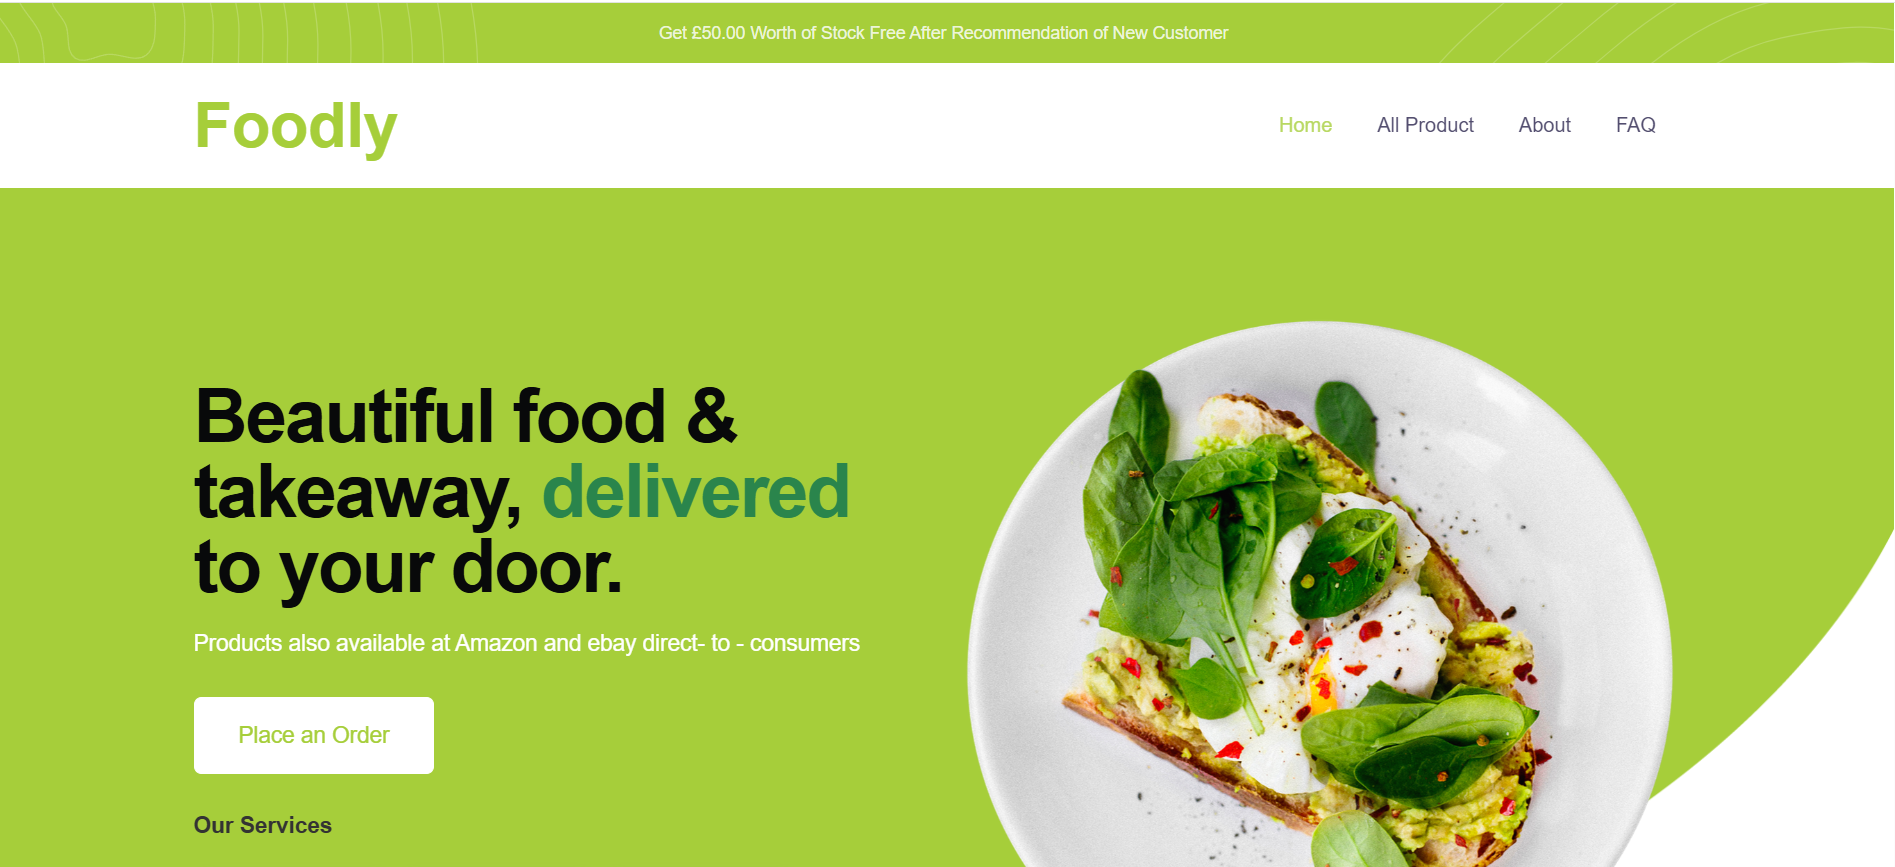 Get £50.00 Worth of Stock Free After Recommendation of New Customer
Foodly
Home
All Product
About
FAQ
Beautiful food &
takeaway, delivered
to your door.
Products also available at Amazon and ebay direct- to - consumers
Place an Order
Our Services